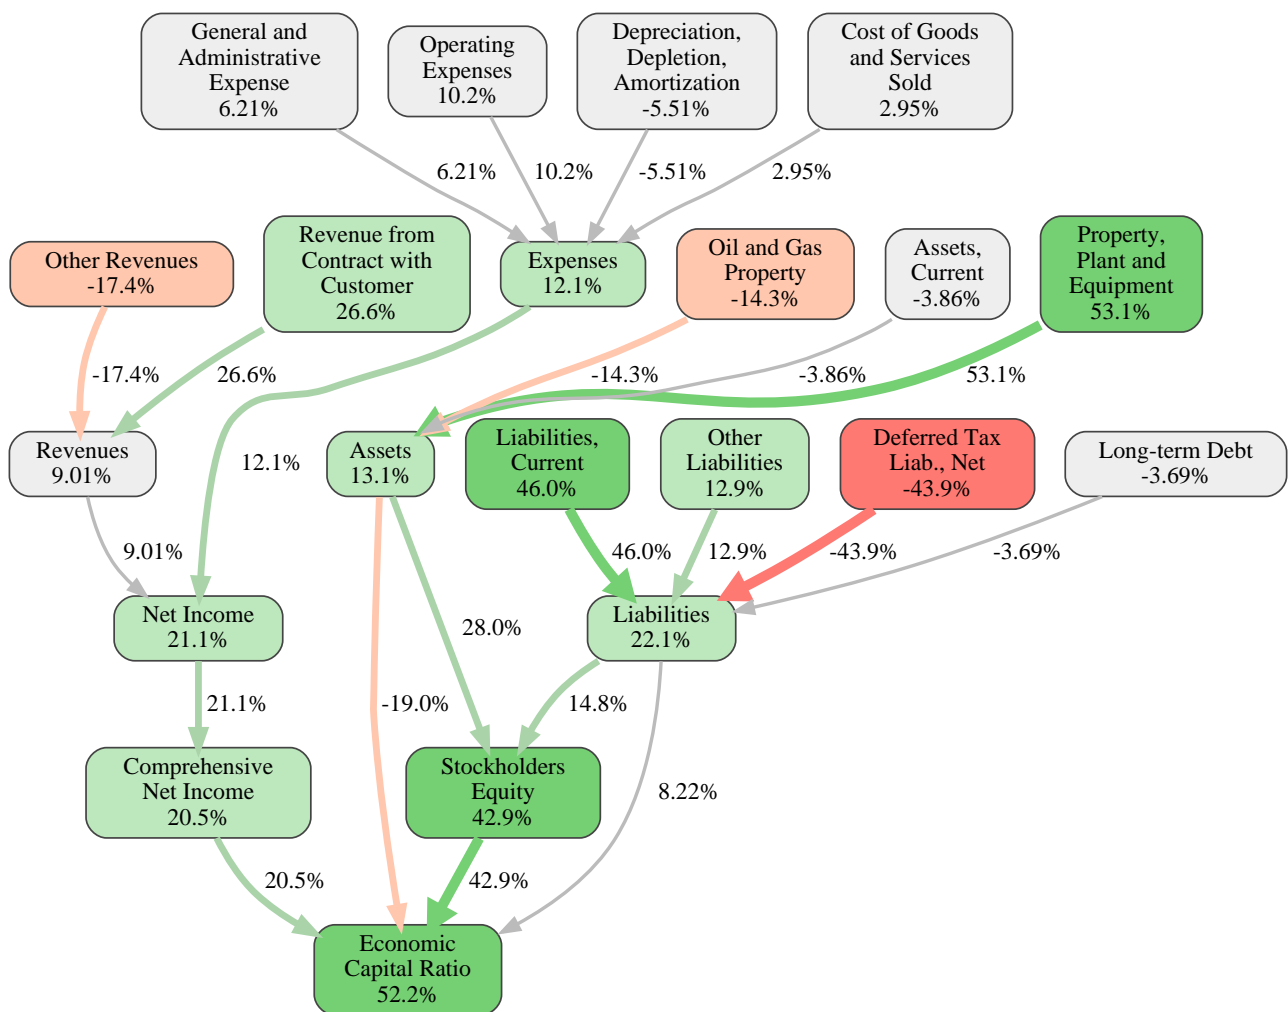 General and
Administrative
Expense
6.21%
Operating
Expenses
10.2%
Depreciation,
Depletion,
Amortization
-5.51%
Cost of Goods
and Services
Sold
2.95%
6.21%
10.2%
-5.51%
2.95%
Other Revenues
-17.4%
Revenue from
Contract with
Customer
26.6%
Expenses
12.1%
Oil and Gas
Property
-14.3%
Assets,
Current
-3.86%
Property,
Plant and
Equipment
53.1%
-17.4%
26.6%
-14.3%
-3.86%
53.1%
Revenues
9.01%
12.1%
Assets
13.1%
Liabilities,
Current
46.0%
Other
Liabilities
12.9%
Deferred Tax
Liab., Net
-43.9%
Long-term Debt
-3.69%
9.01%
46.0%
12.9%
-43.9%
-3.69%
Net Income
21.1%
28.0%
Liabilities
22.1%
21.1%
-19.0%
14.8%
Comprehensive
Net Income
20.5%
Stockholders
Equity
42.9%
8.22%
20.5%
42.9%
Economic
Capital Ratio
52.2%